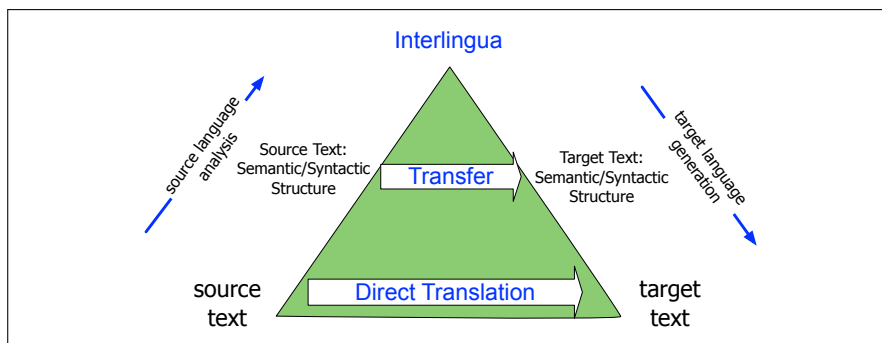 Interlingua
source language
analysis
target language
generation
Source Text:
Semantic/Syntactic
Structure
Transfer
Target Text:
Semantic/Syntactic
Structure
source
text
Direct Translation
target
text